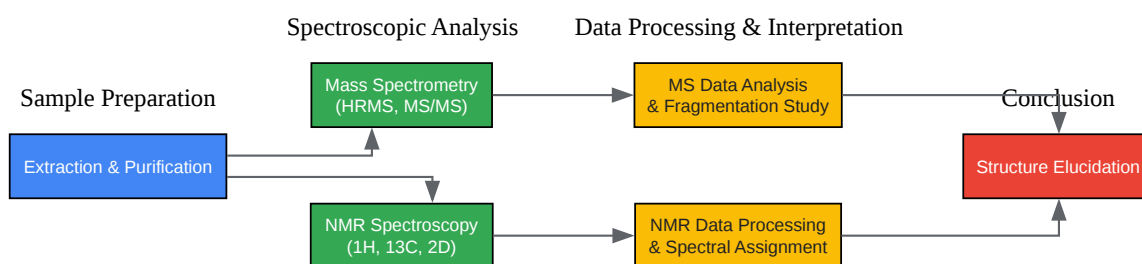 Spectroscopic Analysis
Data Processing & Interpretation
Sample Preparation
Conclusion
Mass Spectrometry
(HRMS, MS/MS)
MS Data Analysis
& Fragmentation Study
Extraction & Purification
Structure Elucidation
NMR Spectroscopy
(1H, 13C, 2D)
NMR Data Processing
& Spectral Assignment